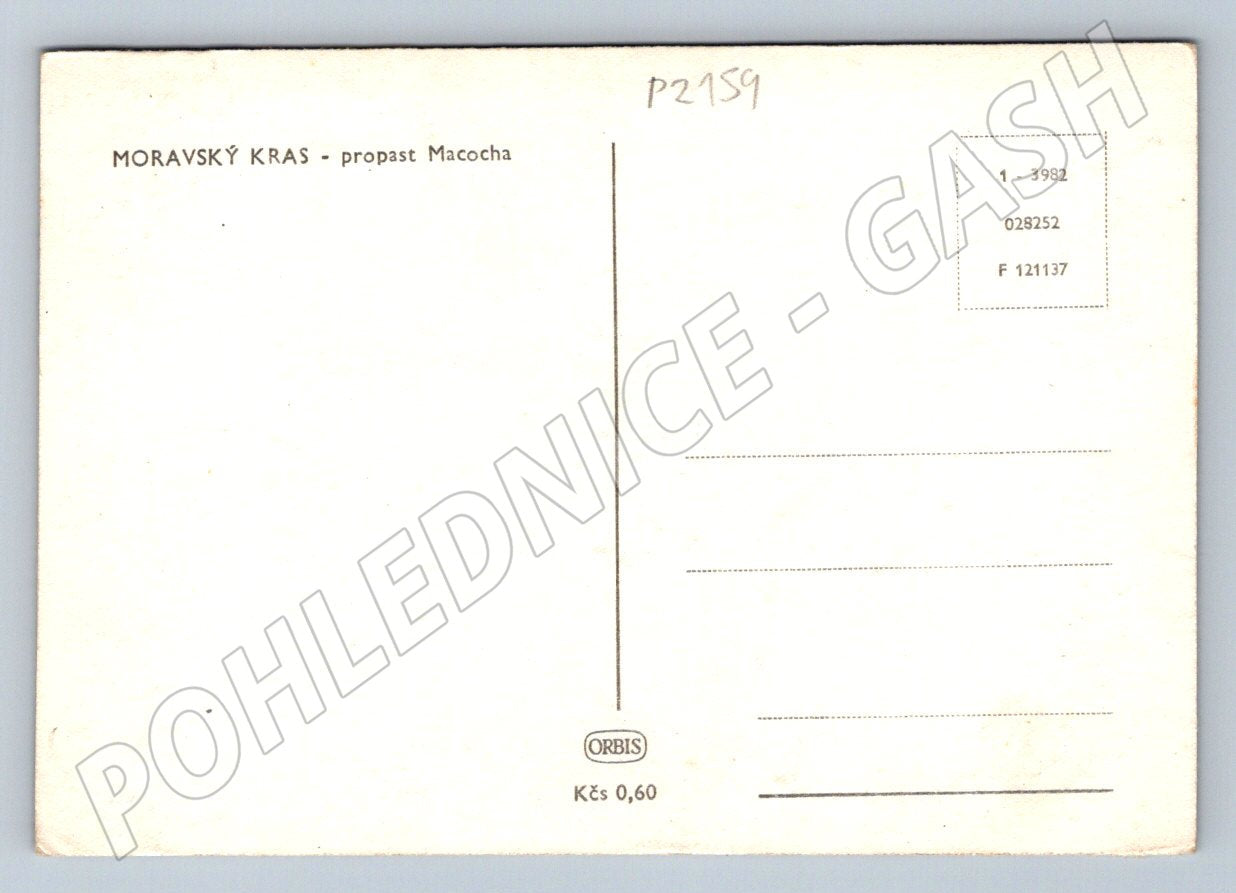 P2159
MORAVSKÝ KRAS - propast Macocha
1 - 3982
028252
F 121137
ORBIS
Kčs 0,60
POHLEDNICE - GASH